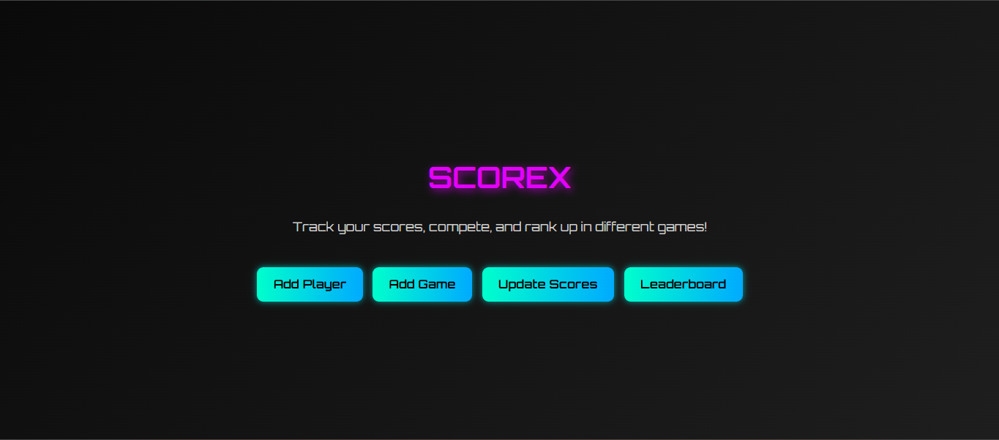 SCOREX
Track your scores, compete, and rank up in different games!
Add Player
Add Game
Update Scores
Leaderboard